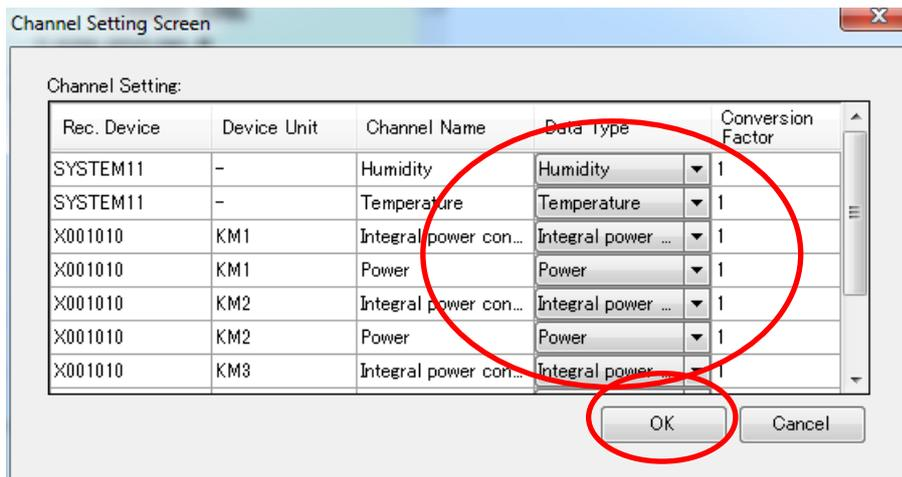 Channel Setting Screen
Channel Setting:
Rec. Device Device Unit Channel Name Data Type Conversion Factor
SYSTEM11 - Humidity Humidity 1
SYSTEM11 - Temperature Temperature 1
X001010 KM1 Integral power con... Integral power ... 1
X001010 KM1 Power Power 1
X001010 KM2 Integral power con... Integral power ... 1
X001010 KM2 Power Power 1
X001010 KM3 Integral power con... Integral power ... 1
OK Cancel